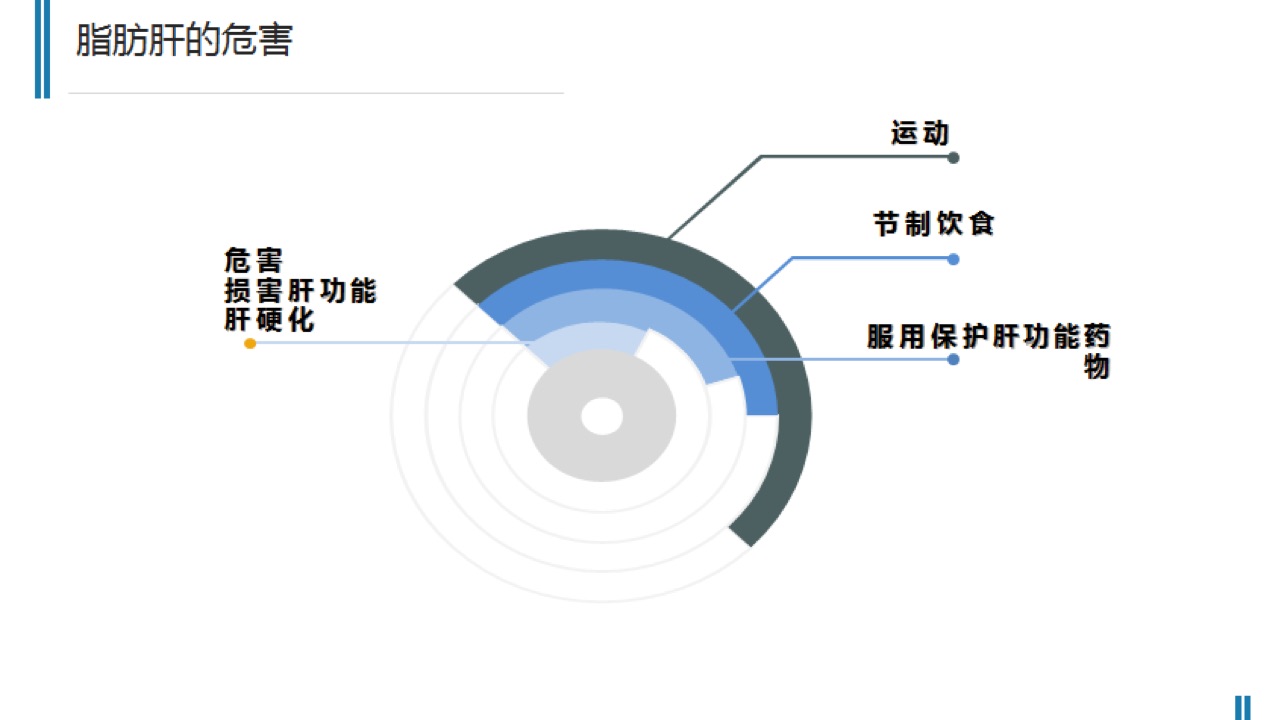 脂肪肝的危害
运动
节制饮食
危害
损害肝功能
肝硬化
服用保护肝功能药
物